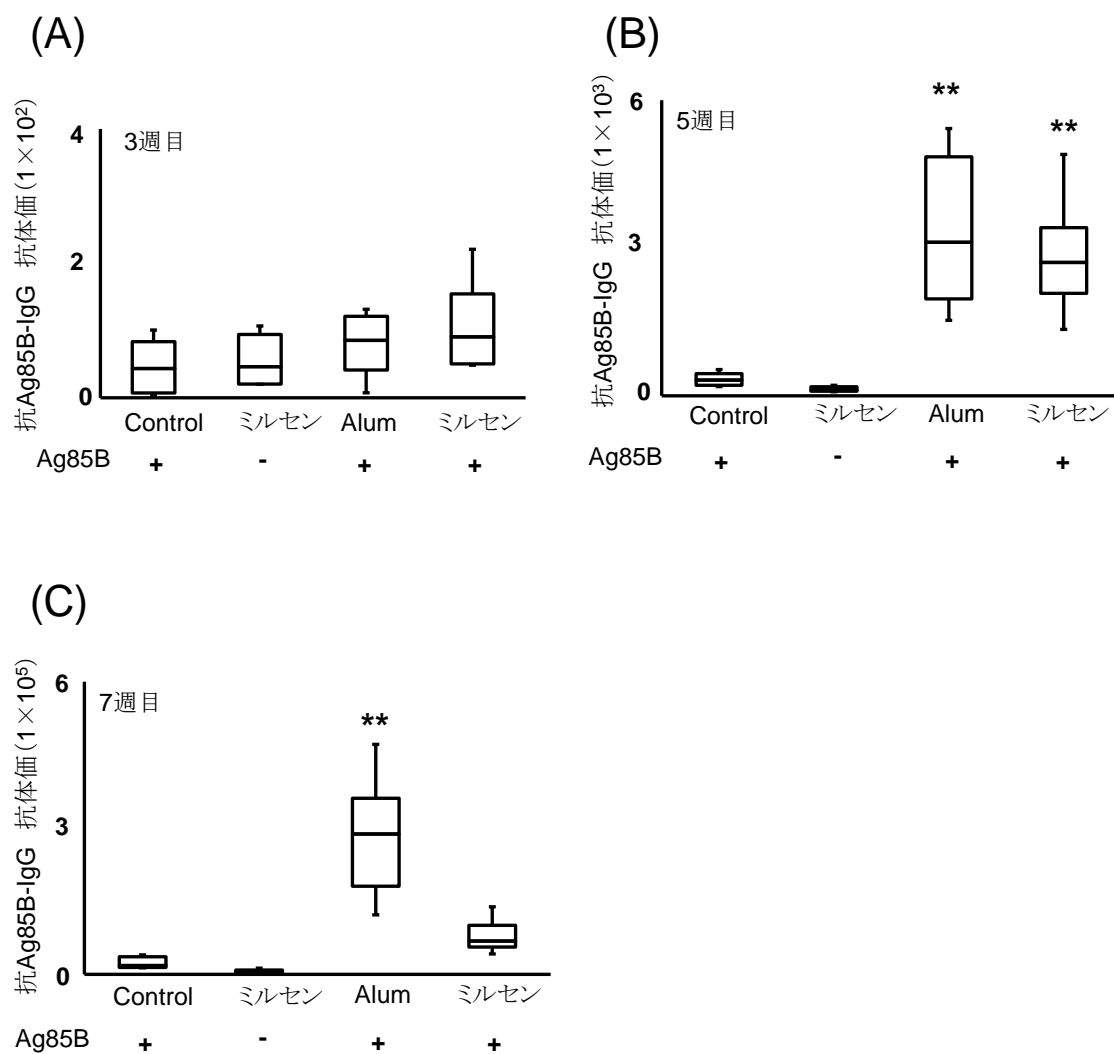 (A)
抗Ag85B-IgG 抗体価(1×10²)
4
3週目
2
0
Control ミルセン Alum ミルセン
Ag85B + - + +
(B)
抗Ag85B-IgG 抗体価(1×10³)
6
5週目
** **
3
0
Control ミルセン Alum ミルセン
Ag85B + - + +
(C)
抗Ag85B-IgG 抗体価(1×10⁵)
6
7週目
**
3
0
Control ミルセン Alum ミルセン
Ag85B + - + +